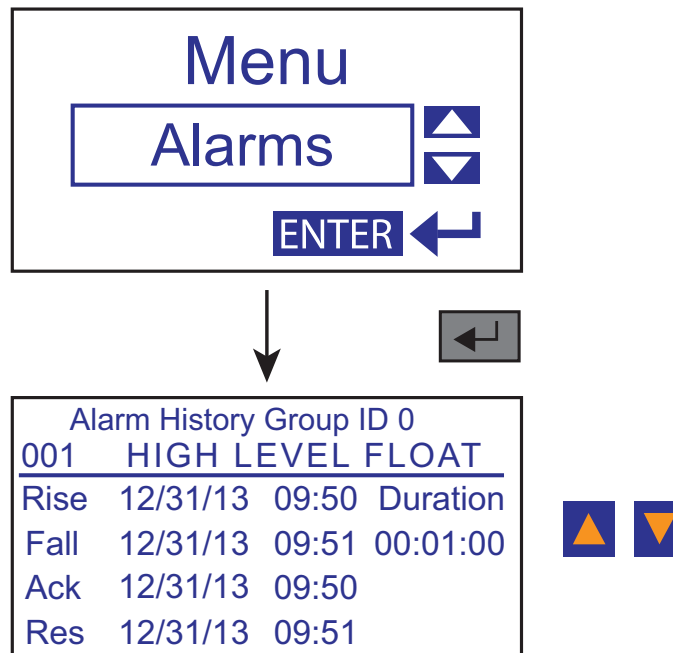 Menu
Alarms
ENTER
Alarm History Group ID 0
001 HIGH LEVEL FLOAT
Rise 12/31/13 09:50 Duration
Fall 12/31/13 09:51 00:01:00
Ack 12/31/13 09:50
Res 12/31/13 09:51